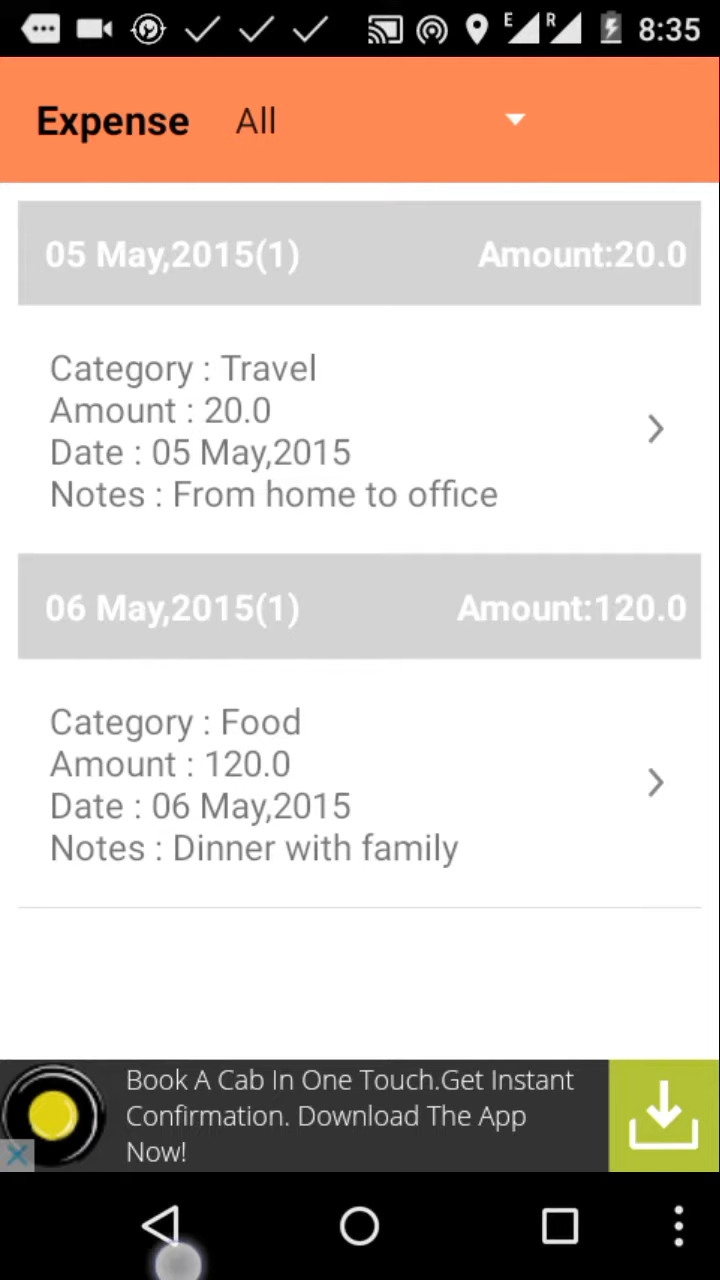 E R 8:35
Expense All
05 May,2015(1) Amount:20.0
Category : Travel
Amount : 20.0
Date : 05 May,2015
Notes : From home to office
06 May,2015(1) Amount:120.0
Category : Food
Amount : 120.0
Date : 06 May,2015
Notes : Dinner with family
Book A Cab In One Touch.Get Instant
Confirmation. Download The App
Now!